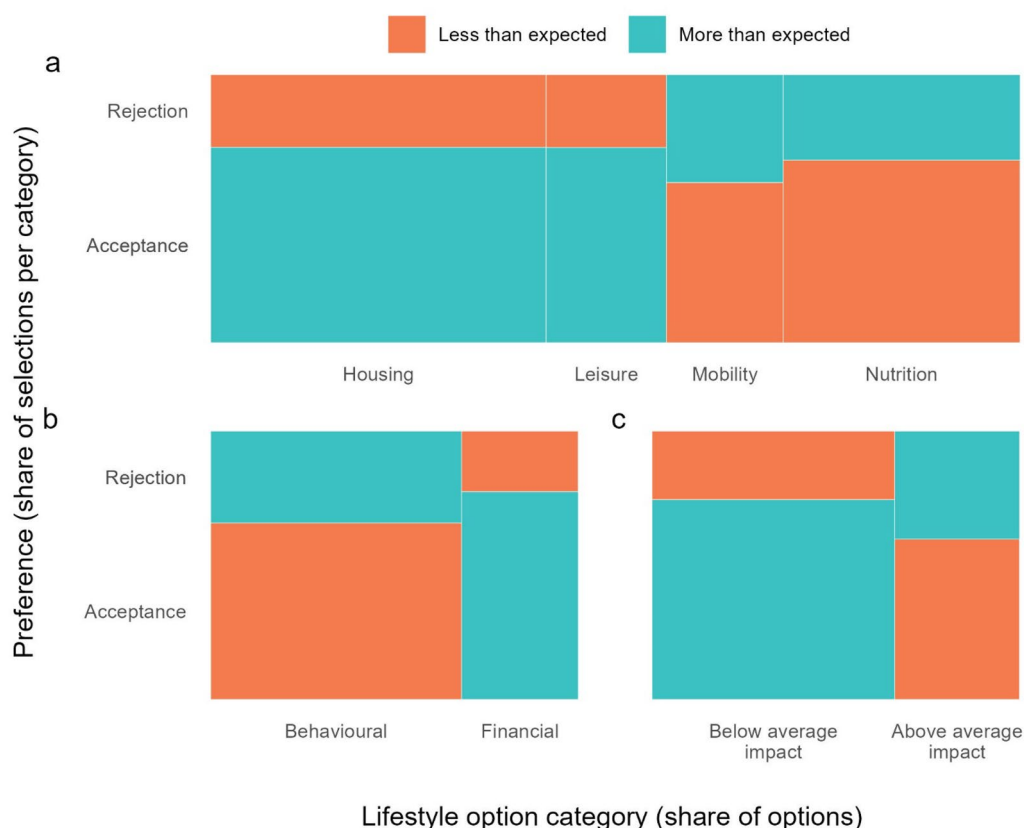 Less than expected
More than expected
a
Rejection
Acceptance
Housing
Leisure
Mobility
Nutrition
Preference (share of selections per category)
b
c
Rejection
Acceptance
Behavioural
Financial
Below average
impact
Above average
impact
Lifestyle option category (share of options)